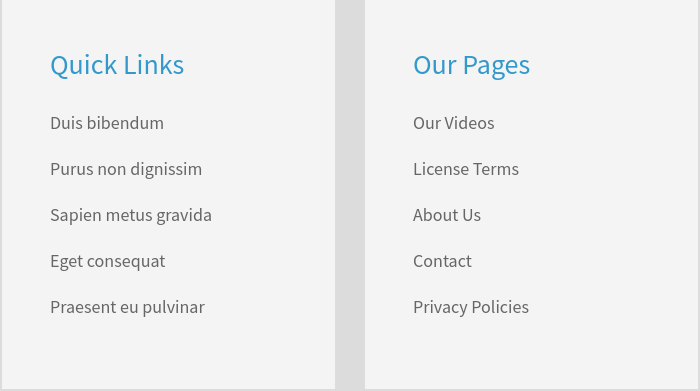 Quick Links
Duis bibendum
Purus non dignissim
Sapien metus gravida
Eget consequat
Praesent eu pulvinar
Our Pages
Our Videos
License Terms
About Us
Contact
Privacy Policies